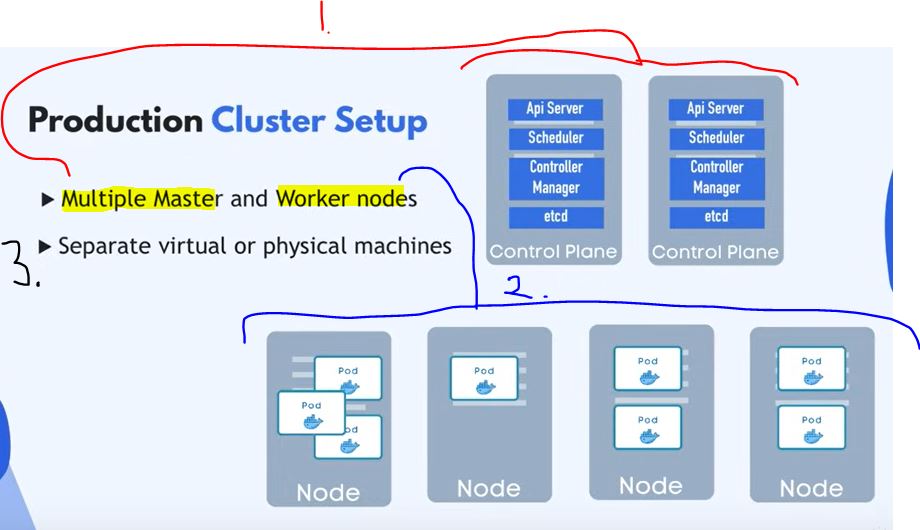 1.
Production Cluster Setup
▶ Multiple Master and Worker nodes
3. ▶ Separate virtual or physical machines
Api Server
Scheduler
Controller
Manager
etcd
Control Plane
Api Server
Scheduler
Controller
Manager
etcd
Control Plane
2.
Pod
Pod
Pod
Node
Pod
Node
Pod
Pod
Node
Pod
Pod
Node